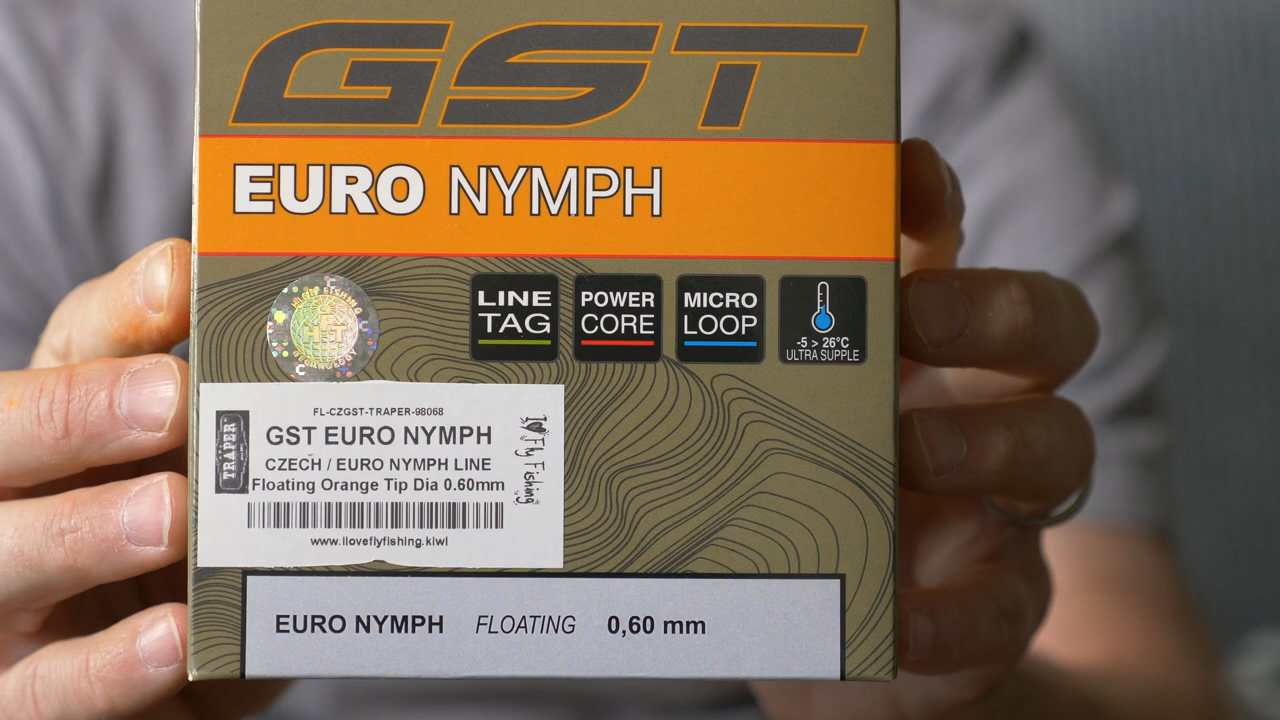 GST
EURO NYMPH
LINE
TAG
POWER
CORE
MICRO
LOOP
-5 > 26°C
ULTRA SUPPLE
FL-CZGST-TRAPER-98068
GST EURO NYMPH
CZECH / EURO NYMPH LINE
Floating Orange Tip Dia 0.60mm
www.iloveflyfishing.kiwi
TRAPER
I ♥ Fly Fishing
EURO NYMPH FLOATING 0,60 mm